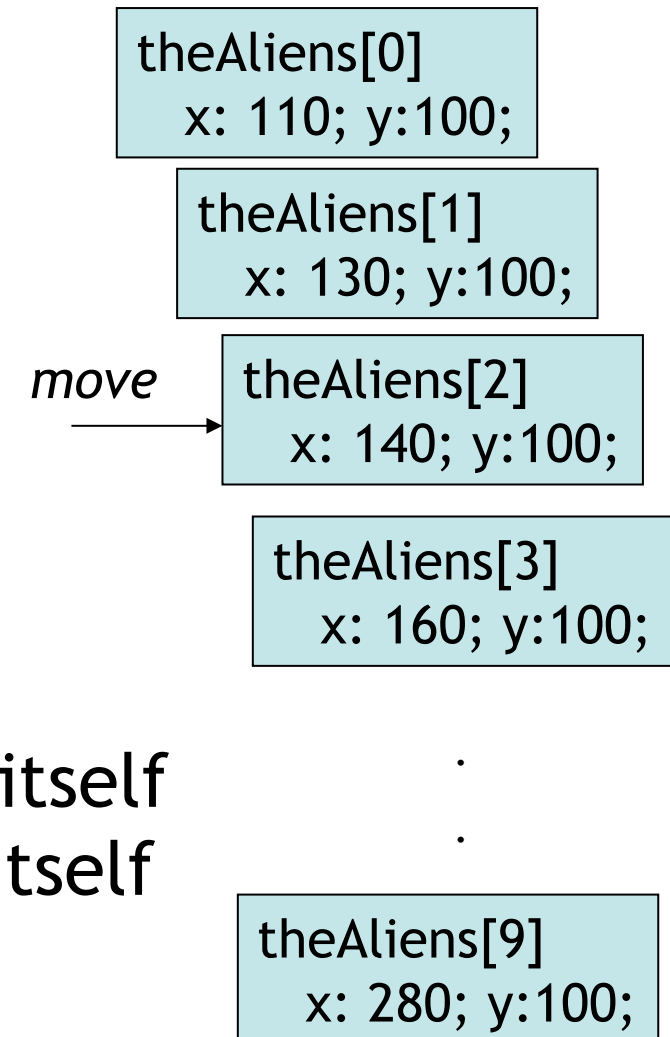 theAliens[0]
x: 110; y:100;
theAliens[1]
x: 130; y:100;
move
theAliens[2]
x: 140; y:100;
theAliens[3]
x: 160; y:100;
itself
tself
.
.
theAliens[9]
x: 280; y:100;